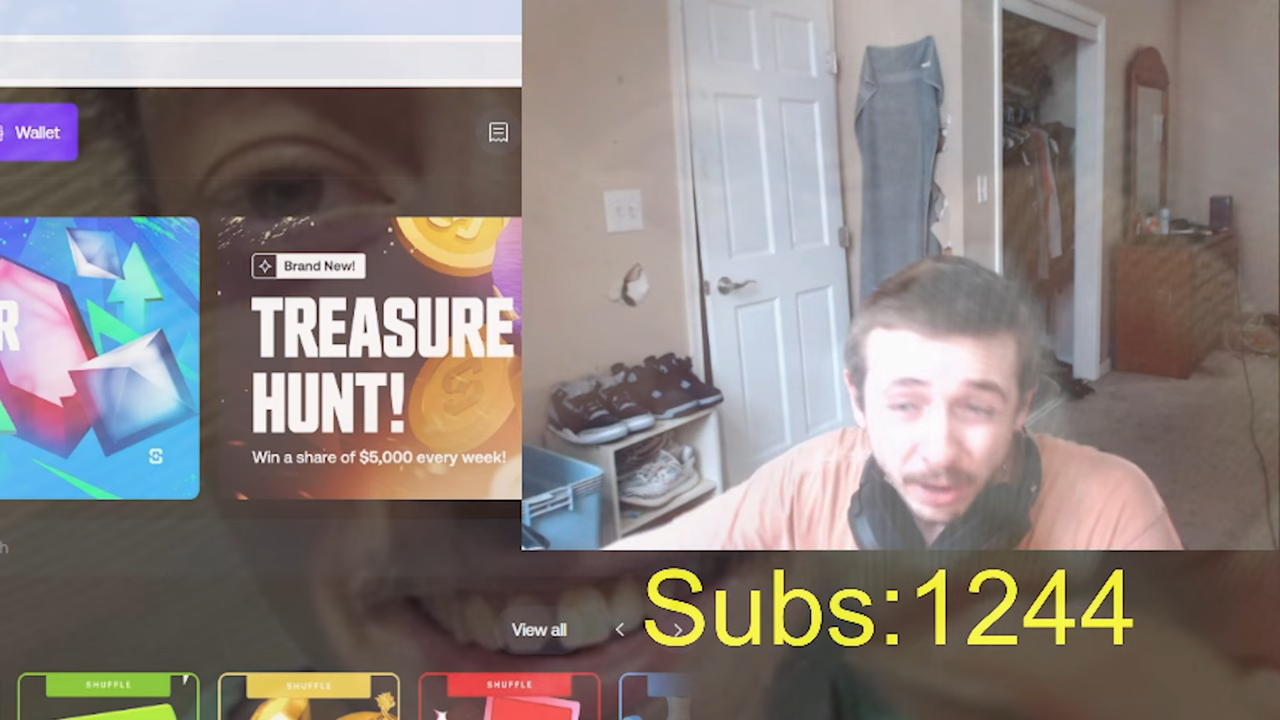 Wallet
R
Brand New!
TREASURE
HUNT!
Win a share of $5,000 every week!
h
View all
Subs:1244
SHUFFLE
SHUFFLE
SHUFFLE